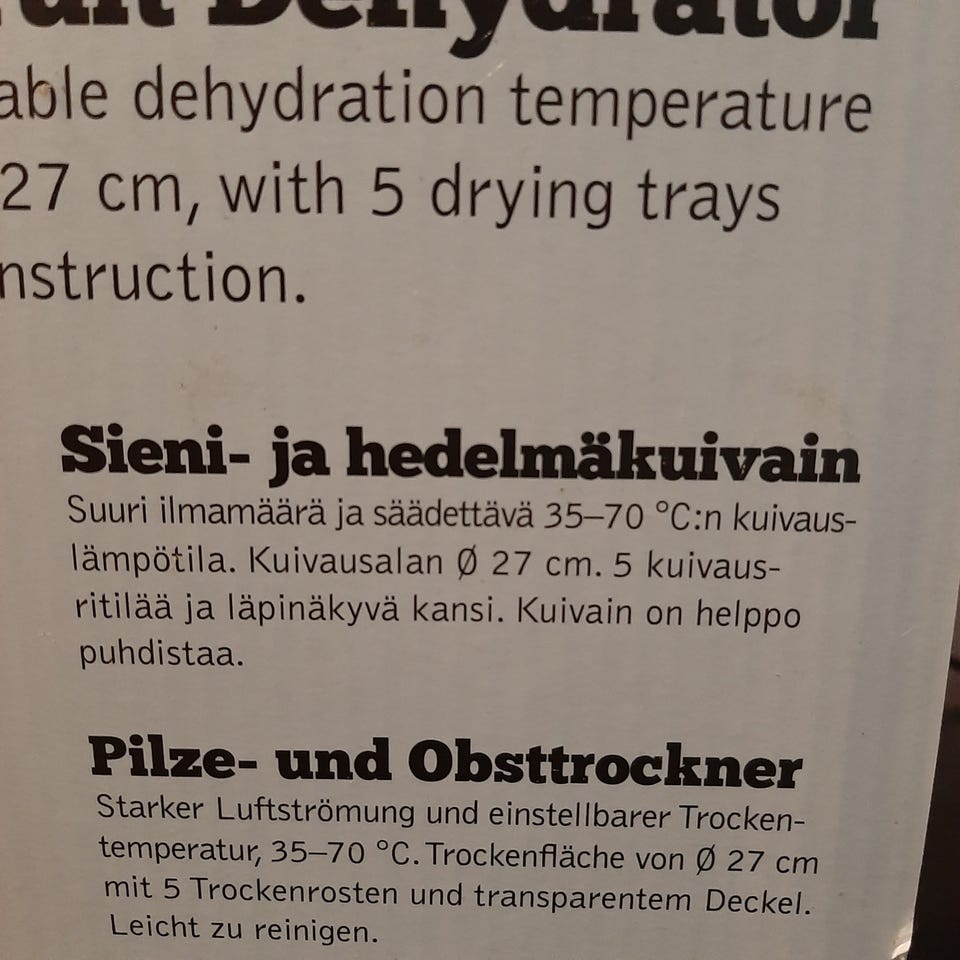 Dehydrator
able dehydration temperature
27 cm, with 5 drying trays
nstruction.
Sieni- ja hedelmäkuivain
Suuri ilmamäärä ja säädettävä 35–70 °C:n kuivaus-
lämpötila. Kuivausalan Ø 27 cm. 5 kuivaus-
ritilää ja läpinäkyvä kansi. Kuivain on helppo
puhdistaa.
Pilze- und Obsttrockner
Starker Luftströmung und einstellbarer Trocken-
temperatur, 35–70 °C. Trockenfläche von Ø 27 cm
mit 5 Trockenrosten und transparentem Deckel.
Leicht zu reinigen.